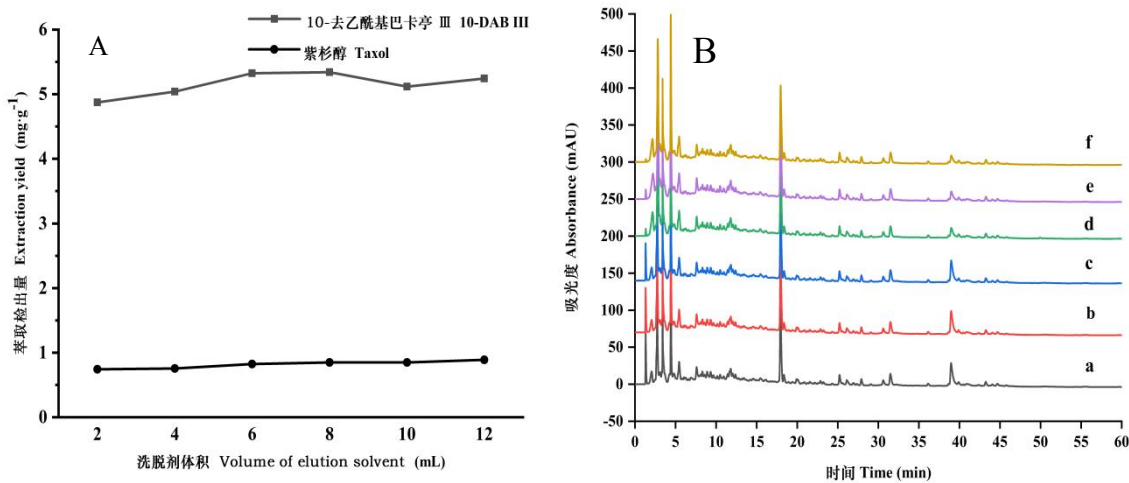 A
10-去乙酰基巴卡亭 Ⅲ 10-DAB III
紫杉醇 Taxol
萃取检出量 Extraction yield (mg·g-1)
6
5
4
3
2
1
0
2 4 6 8 10 12
洗脱剂体积 Volume of elution solvent (mL)
B
吸光度 Absorbance (mAU)
500
450
400
350
300
250
200
150
100
50
0
-50
f
e
d
c
b
a
0 5 10 15 20 25 30 35 40 45 50 55 60
时间 Time (min)